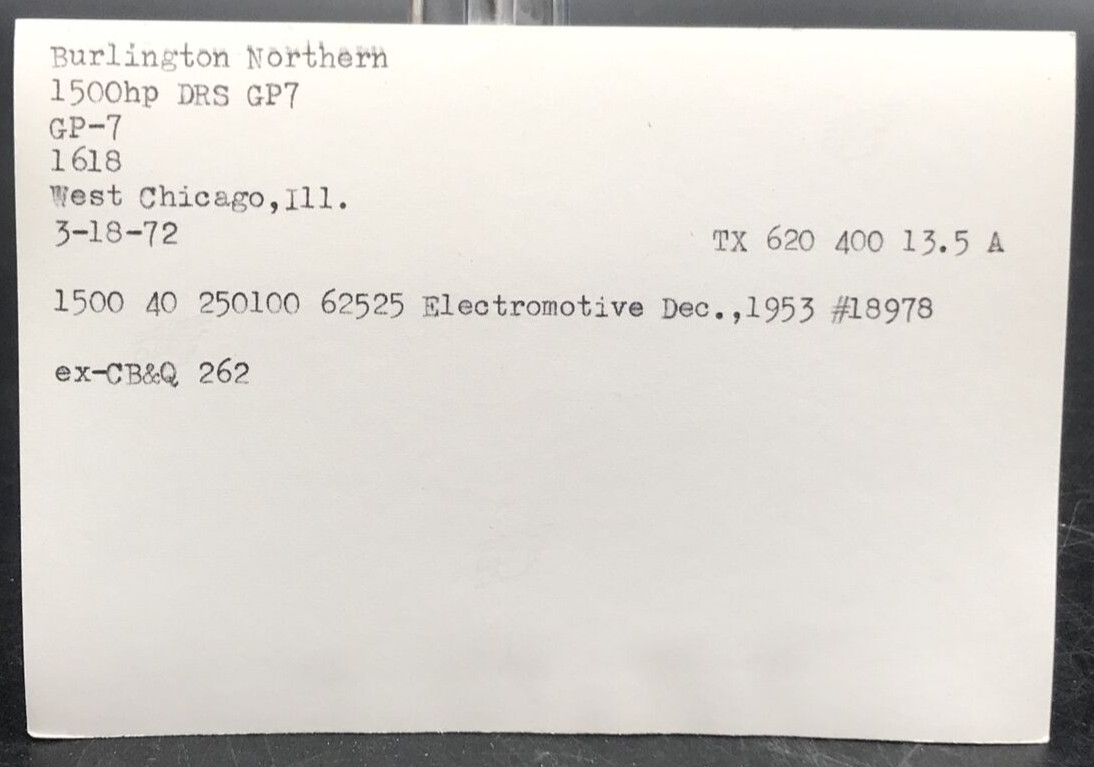 Burlington Northern
1500hp DRS GP7
GP-7
1618
West Chicago,Ill.
3-18-72
TX 620 400 13.5 A
1500 40 250100 62525 Electromotive Dec.,1953 #18978
ex-CB&Q 262